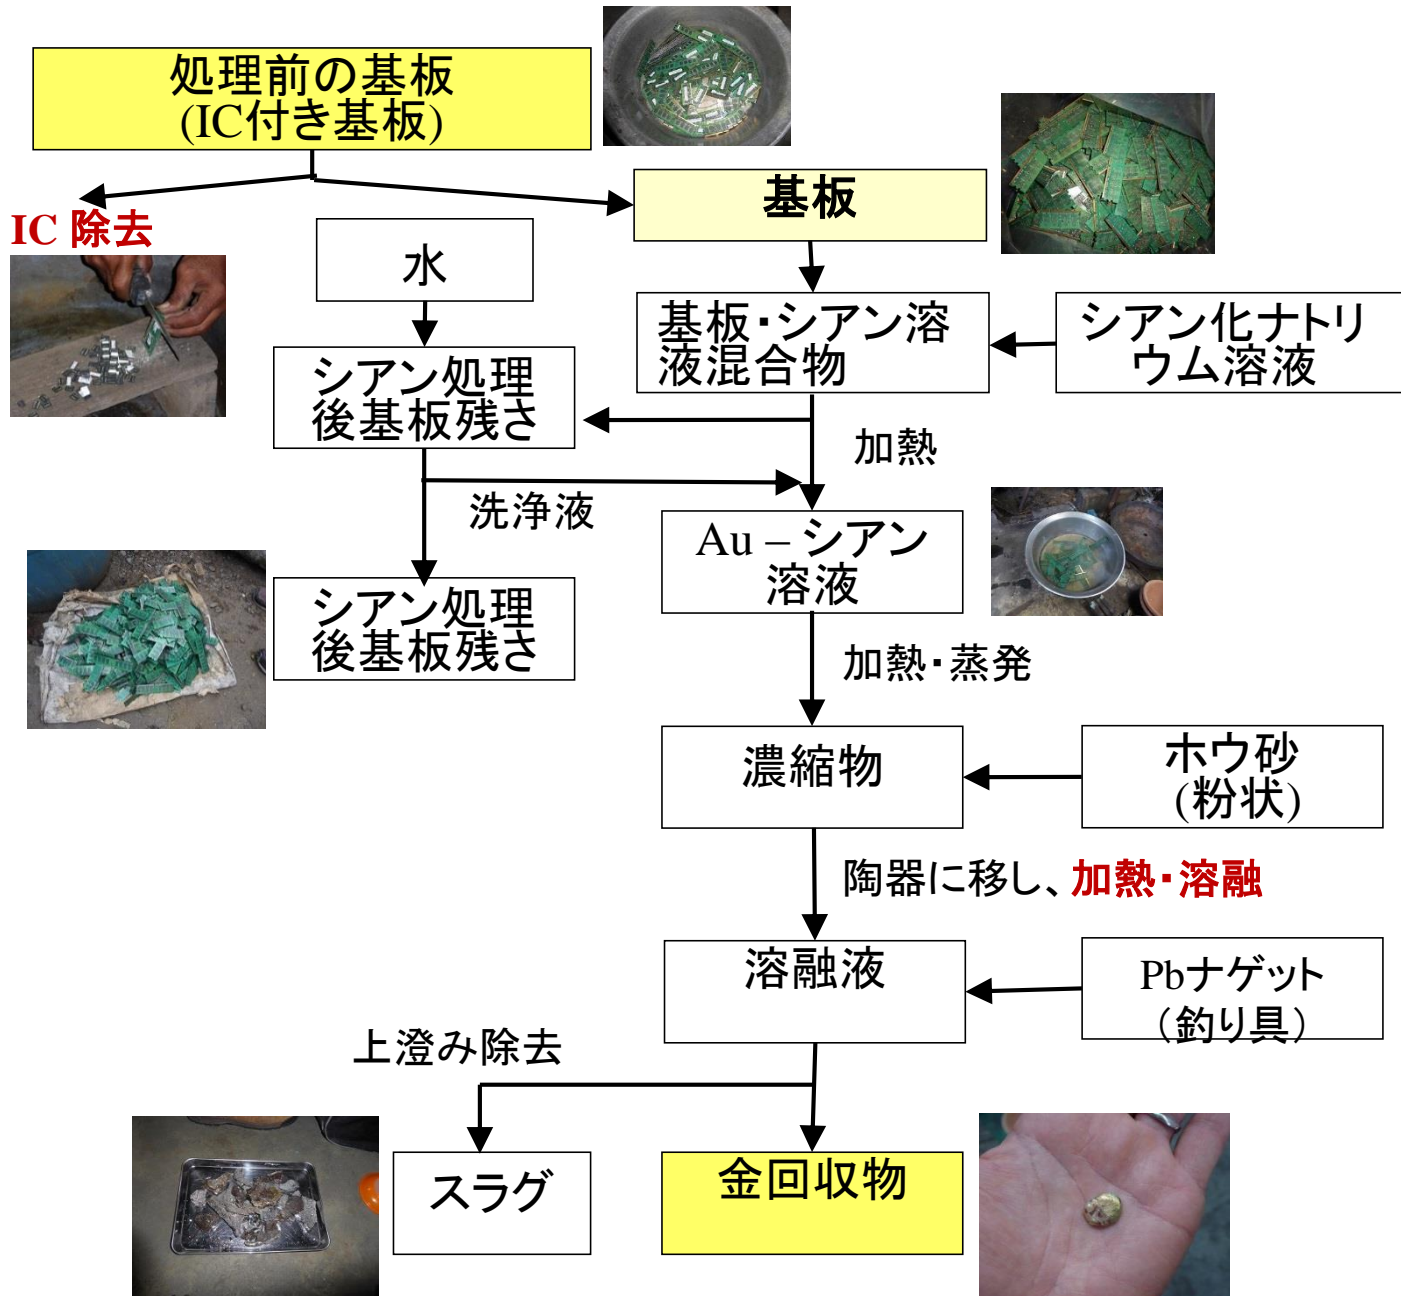 処理前の基板
(IC付き基板)
IC 除去
基板
水
基板・シアン溶
液混合物
シアン化ナトリ
ウム溶液
シアン処理
後基板残さ
加熱
洗浄液
Au – シアン
溶液
シアン処理
後基板残さ
加熱・蒸発
濃縮物
ホウ砂
(粉状)
陶器に移し、加熱・溶融
溶融液
Pbナゲット
（釣り具）
上澄み除去
スラグ
金回収物